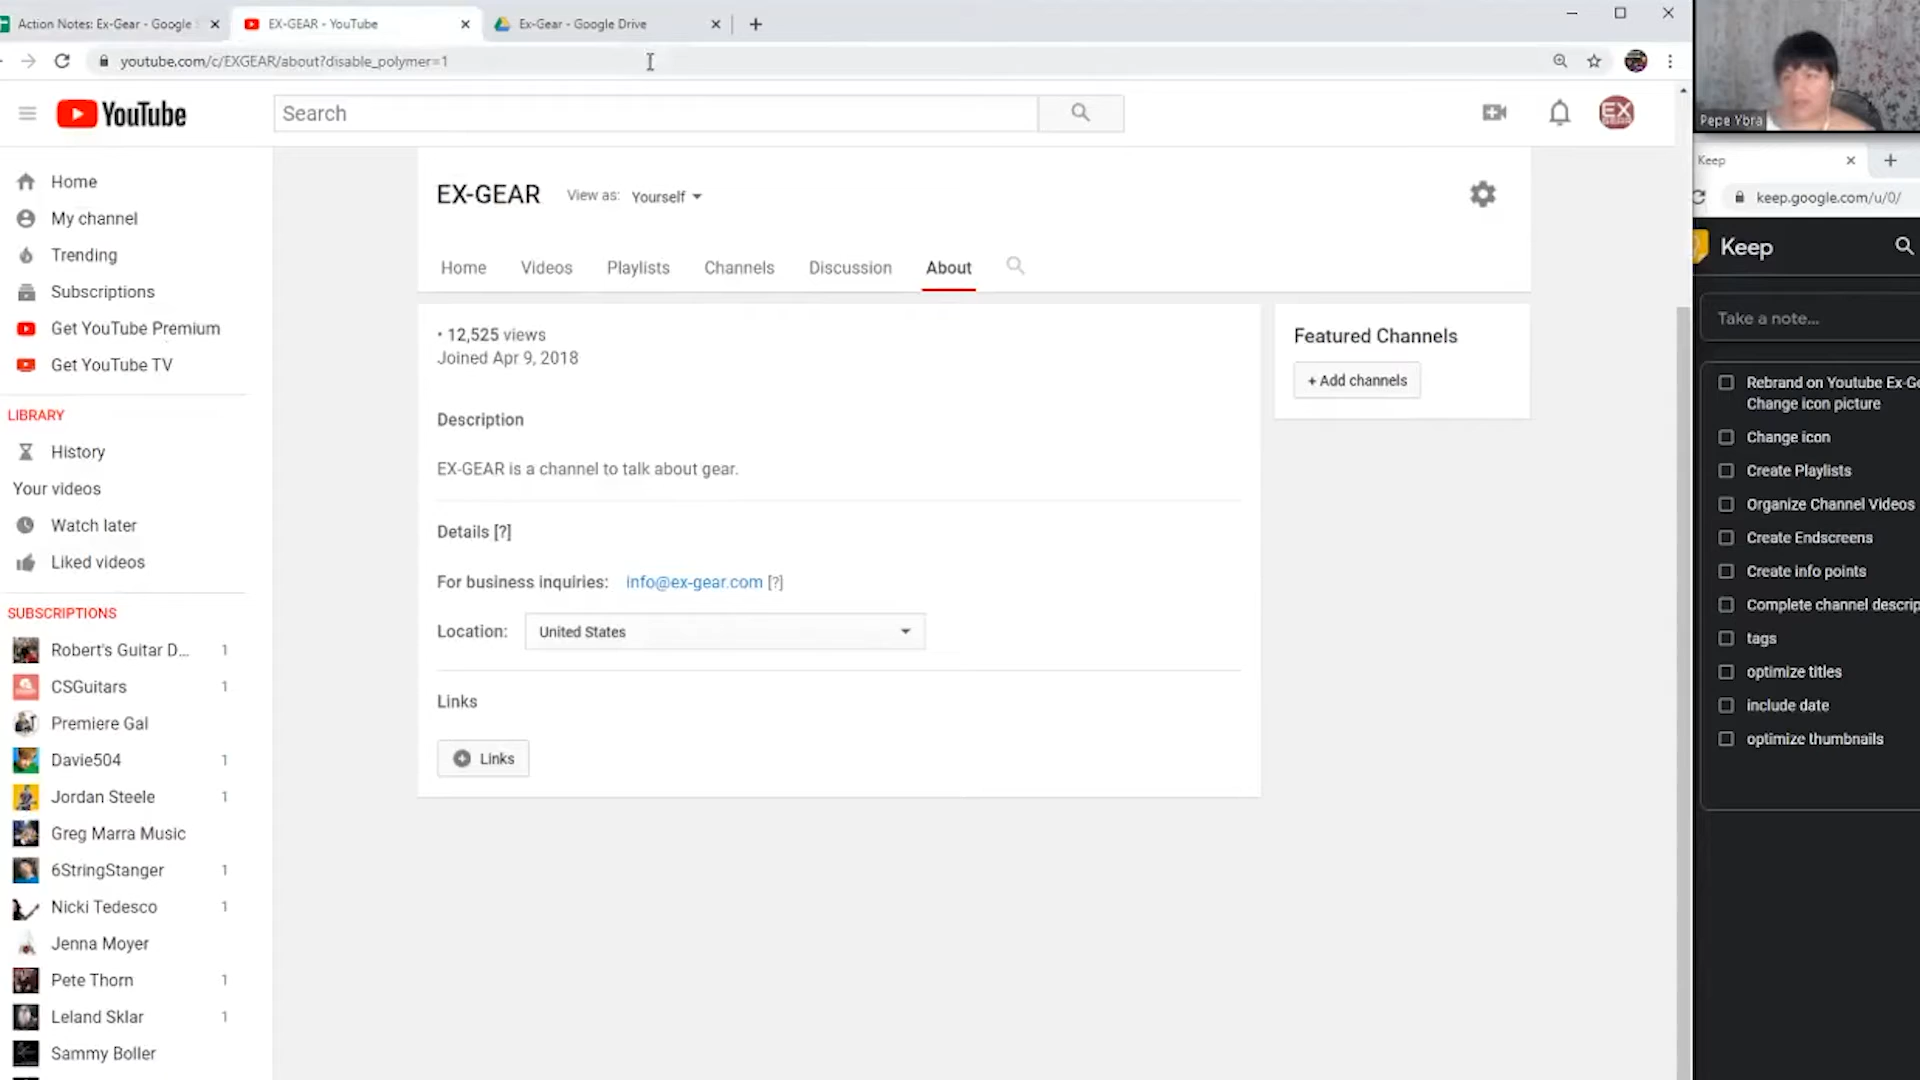 Action Notes: Ex-Gear - Google
EX-GEAR - YouTube
Ex-Gear - Google Drive
youtube.com/c/EXGEAR/about?disable_polymer=1
YouTube
Search
EX
GEAR
Home
My channel
Trending
Subscriptions
Get YouTube Premium
Get YouTube TV
LIBRARY
History
Your videos
Watch later
Liked videos
SUBSCRIPTIONS
Robert's Guitar D... 1
CSGuitars 1
Premiere Gal
Davie504 1
Jordan Steele 1
Greg Marra Music
6StringStanger 1
Nicki Tedesco 1
Jenna Moyer
Pete Thorn 1
Leland Sklar 1
Sammy Boller
EX-GEAR View as: Yourself
Home Videos Playlists Channels Discussion About
• 12,525 views
Joined Apr 9, 2018
Description
EX-GEAR is a channel to talk about gear.
Details [?]
For business inquiries: info@ex-gear.com [?]
Location: United States
Links
Links
Featured Channels
+ Add channels
Pepe Ybra
Keep
keep.google.com/u/0/
Keep
Take a note...
Rebrand on Youtube Ex-Ge
Change icon picture
Change icon
Create Playlists
Organize Channel Videos
Create Endscreens
Create info points
Complete channel descrip
tags
optimize titles
include date
optimize thumbnails